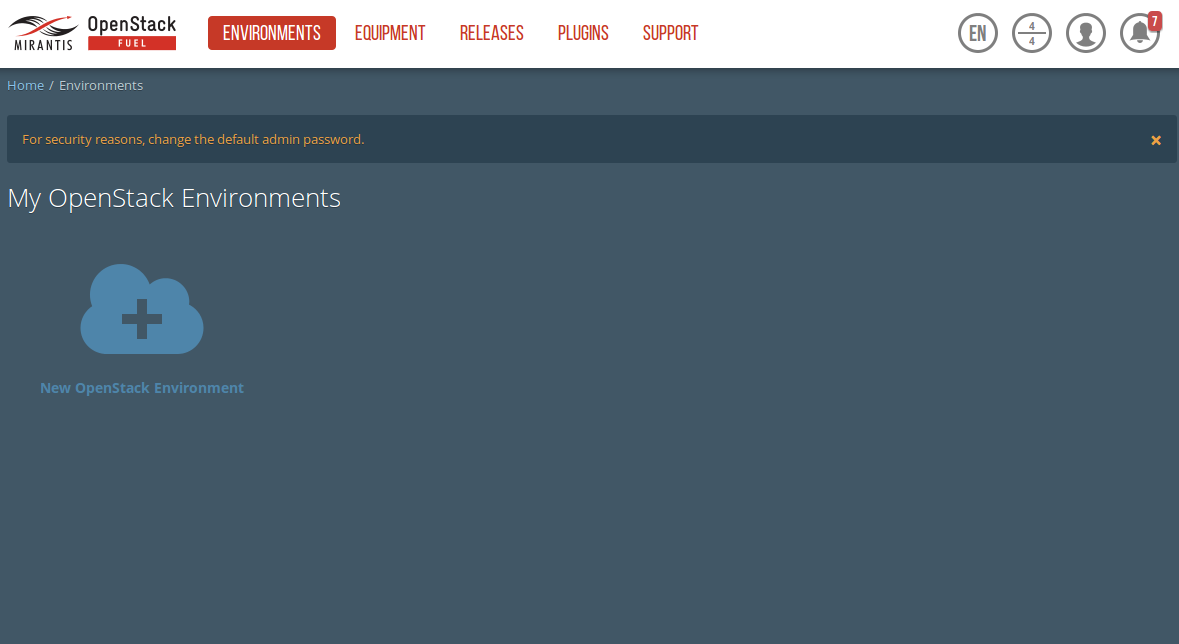 MIRANTIS
OpenStack
FUEL
ENVIRONMENTS EQUIPMENT RELEASES PLUGINS SUPPORT
EN
4
4
7
Home / Environments
For security reasons, change the default admin password.
My OpenStack Environments
New OpenStack Environment